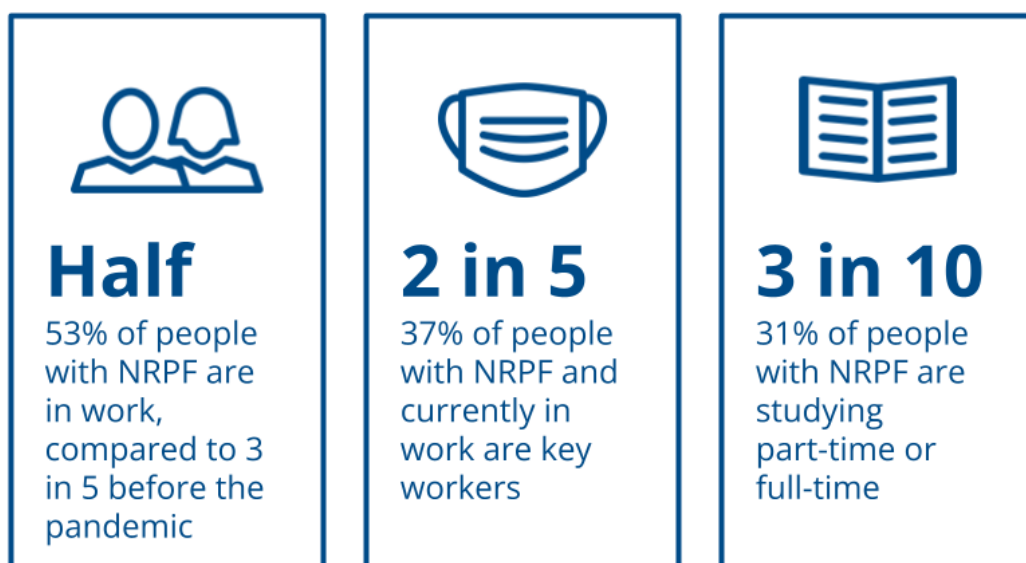 Half
53% of people
with NRPF are
in work,
compared to 3
in 5 before the
pandemic
2 in 5
37% of people
with NRPF and
currently in
work are key
workers
3 in 10
31% of people
with NRPF are
studying
part-time or
full-time